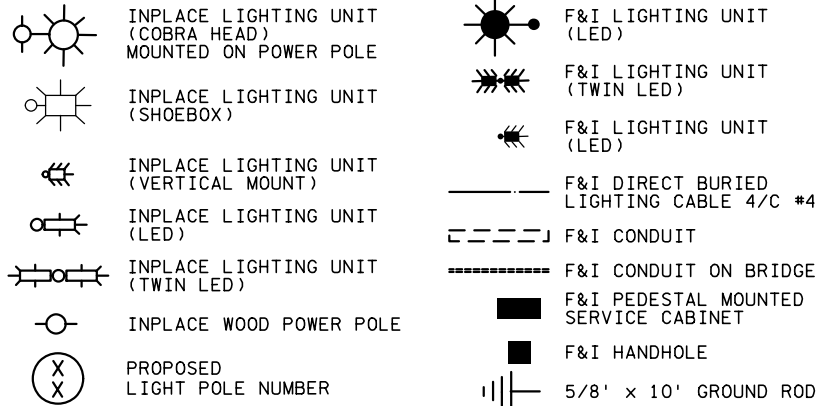 INPLACE LIGHTING UNIT
(COBRA HEAD)
MOUNTED ON POWER POLE
INPLACE LIGHTING UNIT
(SHOEBOX)
INPLACE LIGHTING UNIT
(VERTICAL MOUNT)
INPLACE LIGHTING UNIT
(LED)
INPLACE LIGHTING UNIT
(TWIN LED)
INPLACE WOOD POWER POLE
X
X
PROPOSED
LIGHT POLE NUMBER
F&I LIGHTING UNIT
(LED)
F&I LIGHTING UNIT
(TWIN LED)
F&I LIGHTING UNIT
(LED)
F&I DIRECT BURIED
LIGHTING CABLE 4/C #4
F&I CONDUIT
F&I CONDUIT ON BRIDGE
F&I PEDESTAL MOUNTED
SERVICE CABINET
F&I HANDHOLE
5/8' x 10' GROUND ROD